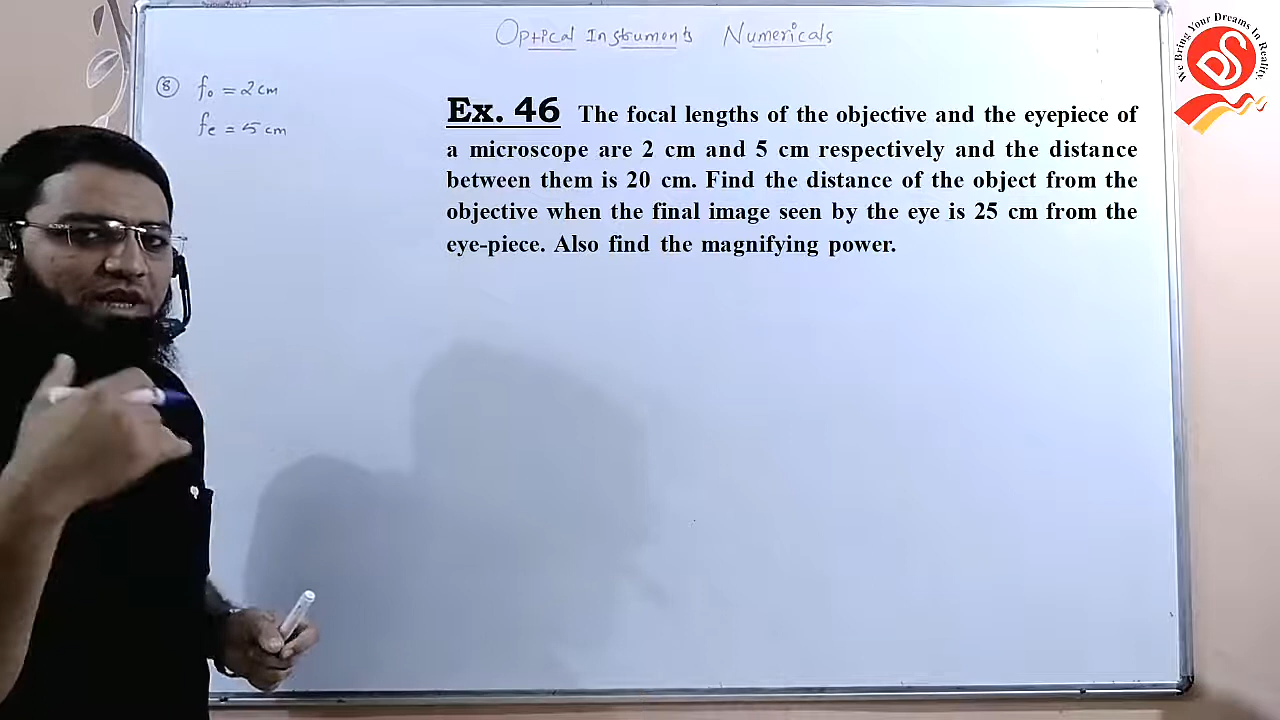 Optical Instruments Numericals
We Bring Your Dreams In Reality
DS
⑧ fo = 2 cm
fe = 5 cm
Ex. 46 The focal lengths of the objective and the eyepiece of
a microscope are 2 cm and 5 cm respectively and the distance
between them is 20 cm. Find the distance of the object from the
objective when the final image seen by the eye is 25 cm from the
eye-piece. Also find the magnifying power.